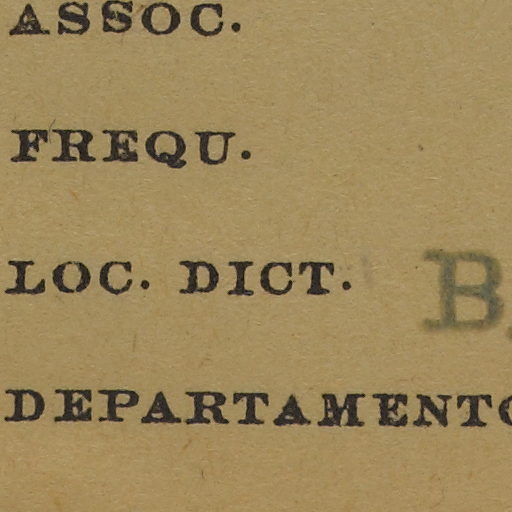 ASSOC.
FREQU.
LOC. DICT. B
DEPARTAMENTO